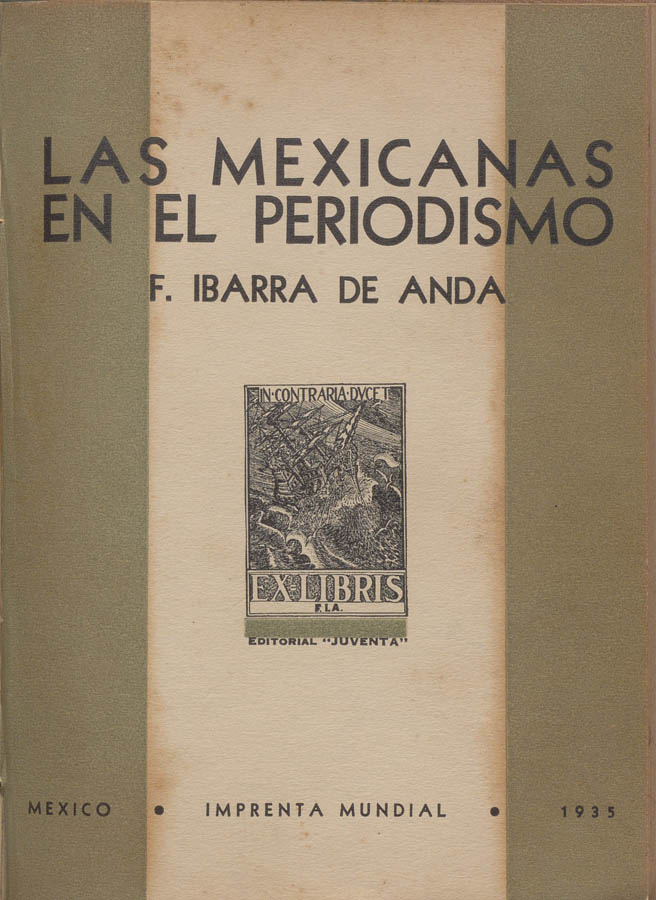 LAS MEXICANAS
EN EL PERIODISMO
F. IBARRA DE ANDA
IN·CONTRARIA·DVCET
EX LIBRIS
F. I. A.
EDITORIAL "JUVENTA"
MEXICO • IMPRENTA MUNDIAL • 1935